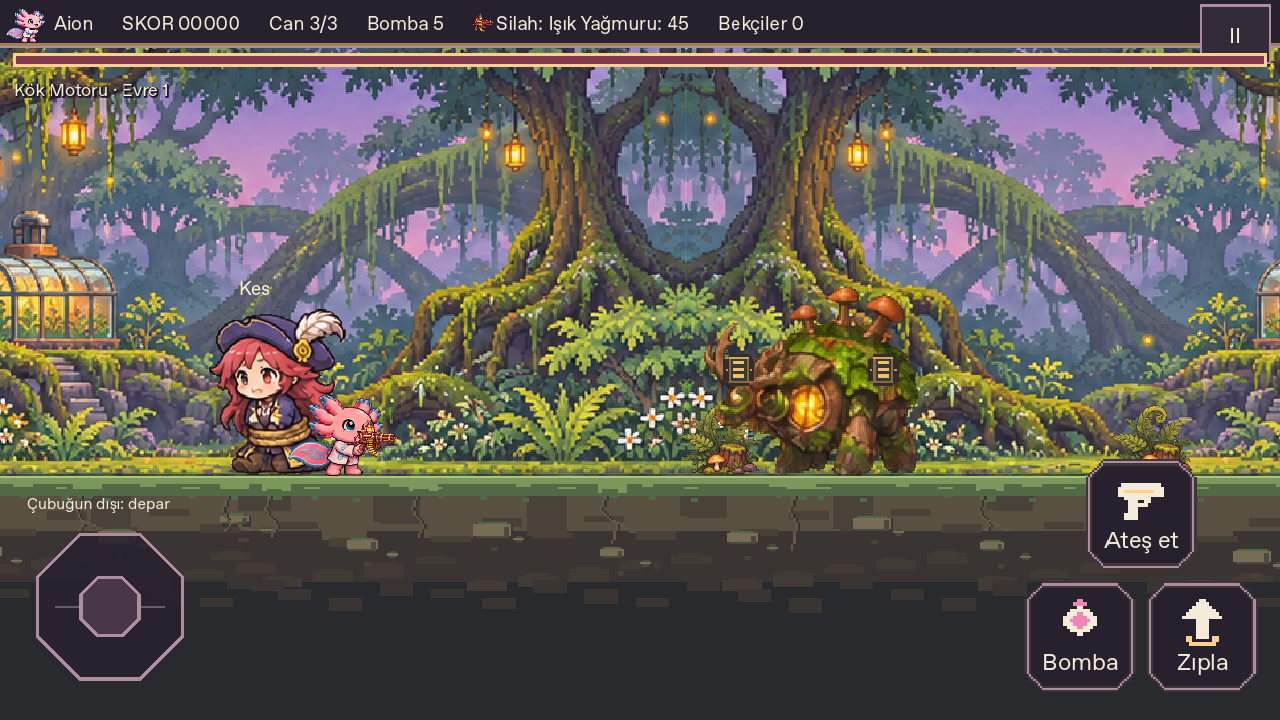 Aion SKOR 00000 Can 3/3 Bomba 5 Silah: Işık Yağmuru: 45 Bekçiler 0
Kök Motoru · Evre 1
Kes
Çubuğun dışı: depar
Ateş et
Bomba
Zıpla